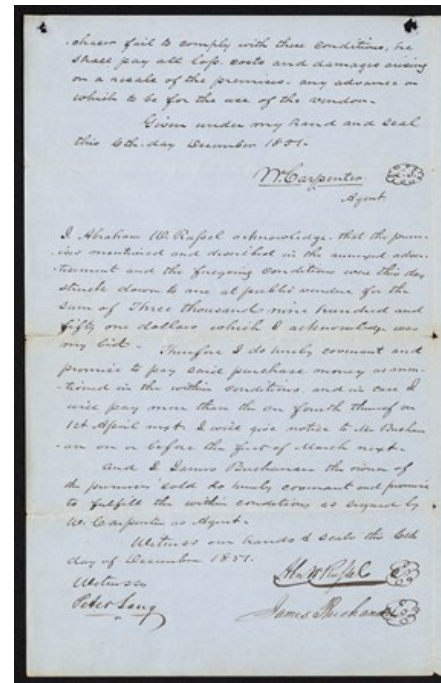 chaser fail to comply with these conditions, he
shall pay all loss, costs and damages arising
on a resale of the premises. any advance on
which to be for the use of the vendor.
Given under my hand and seal
this 6th day December 1851.
W. Carpenter
Agent
I Abraham W. Russel acknowledge that the prem-
ises mentioned and described in the annexed adver-
tisement and the foregoing conditions were this day
struck down to me at public vendue for the
sum of Three thousand nine hundred and
fifty one dollars which I acknowledge was
my bid. Therefore I do hereby covenant and
promise to pay said purchase money as men-
tioned in the within conditions, and in case I
will pay more than the one fourth thereof on
1st April next I will give notice to Mr Buchan-
an on or before the first of March next.
And I James Buchanan the owner of
the premises sold do hereby covenant and promise
to fulfill the within conditions as signed by
W. Carpenter as Agent.
Witness our hands & seals this 6th
day of December 1851.
Witness
Abm W Russel
Peter Long
James Buchanan